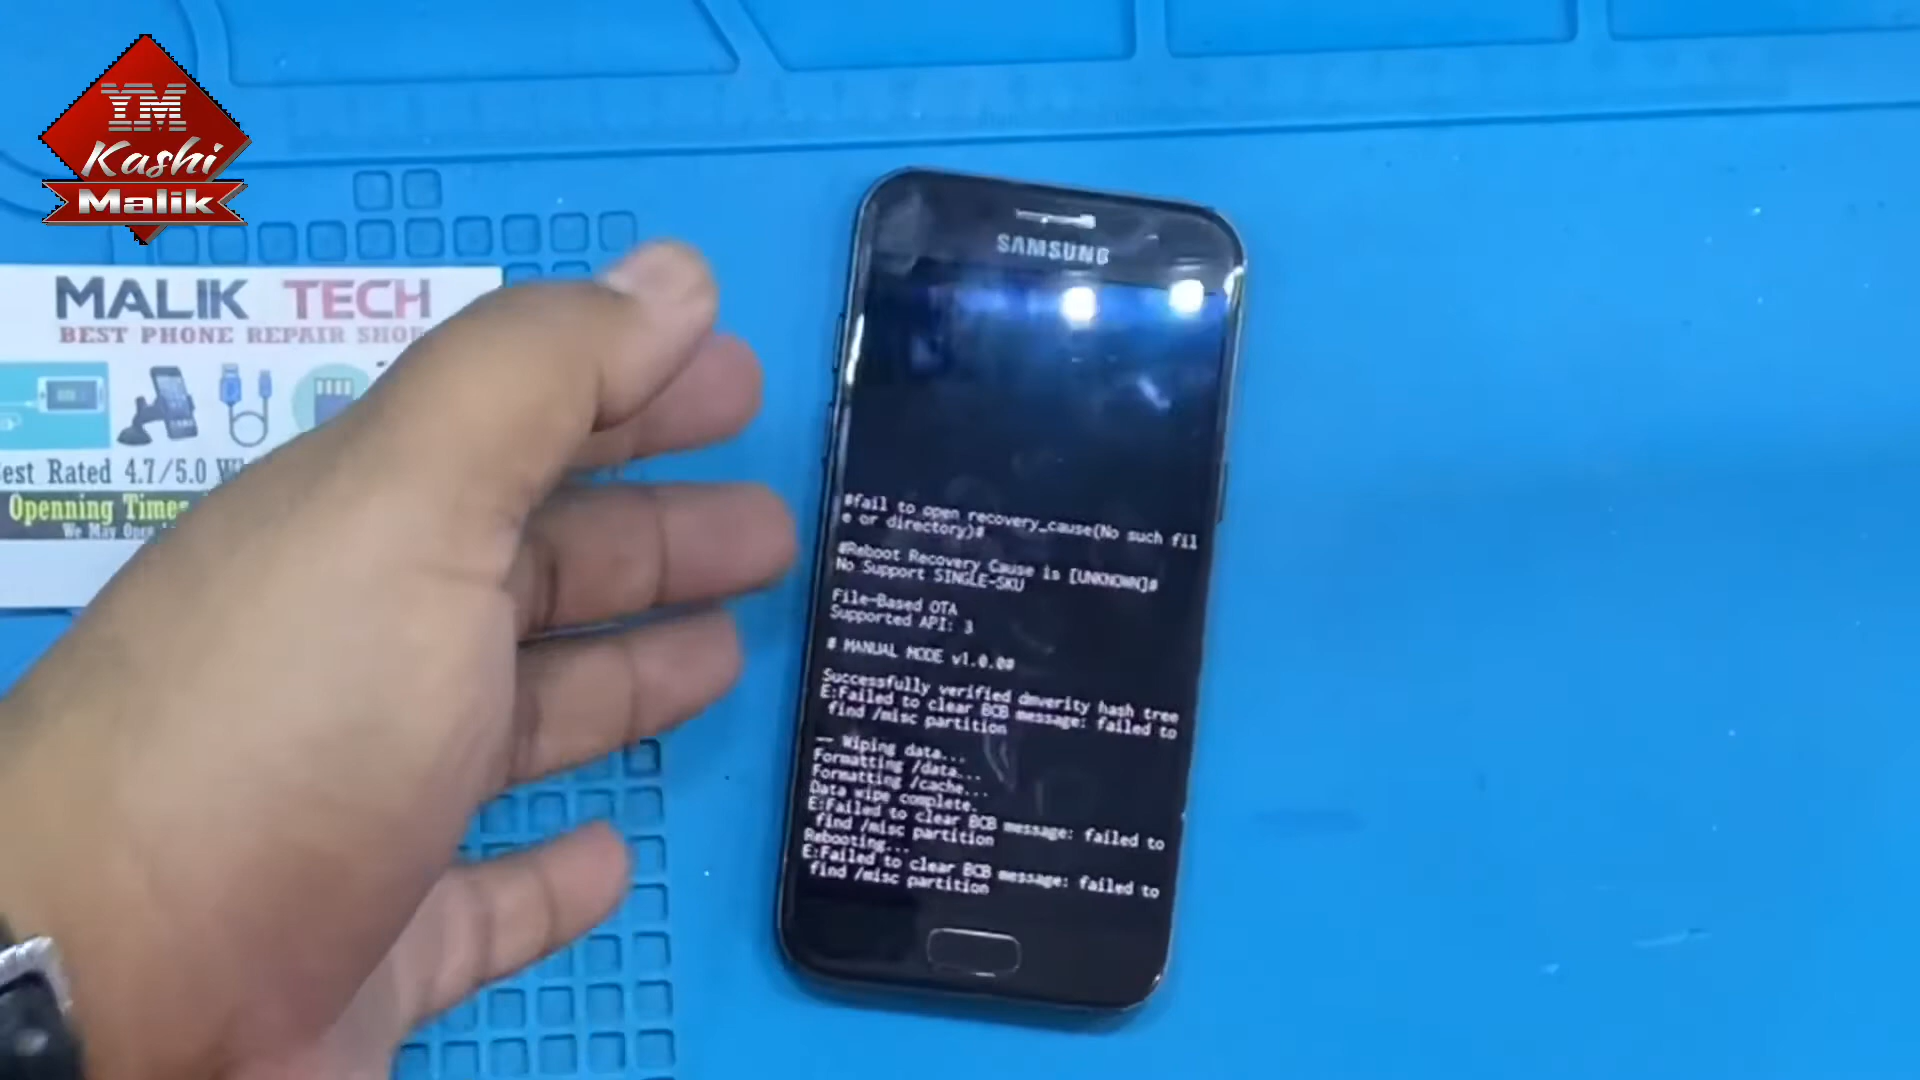 YM
Kashi
Malik
MALIK TECH
BEST PHONE REPAIR SHOP
est Rated 4.7/5.0
Openning Times
We May Open
SAMSUNG
#fail to open recovery_cause(No such fil
e or directory)#
#Reboot Recovery Cause is [UNKNOWN]#
No Support SINGLE-SKU
File-Based OTA
Supported API: 3
# MANUAL MODE v1.0.0#
Successfully verified dmverity hash tree
E:Failed to clear BCB message: failed to
find /misc partition
-- Wiping data...
Formatting /data...
Formatting /cache...
Data wipe complete.
E:Failed to clear BCB message: failed to
find /misc partition
Rebooting...
E:Failed to clear BCB message: failed to
find /misc partition